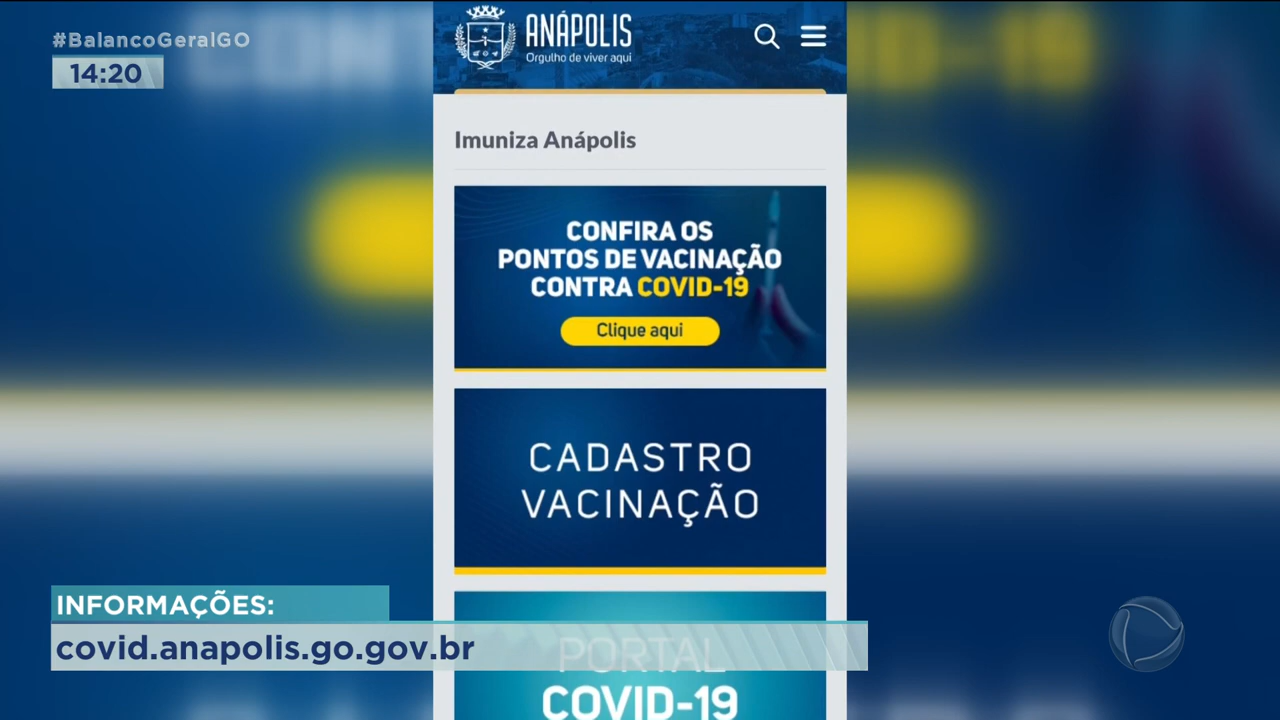 #BalancoGeralGO
14:20
ANÁPOLIS
Orgulho de viver aqui
Imuniza Anápolis
CONFIRA OS
PONTOS DE VACINAÇÃO
CONTRA COVID-19
Clique aqui
CADASTRO
VACINAÇÃO
PORTAL
COVID-19
INFORMAÇÕES:
covid.anapolis.go.gov.br